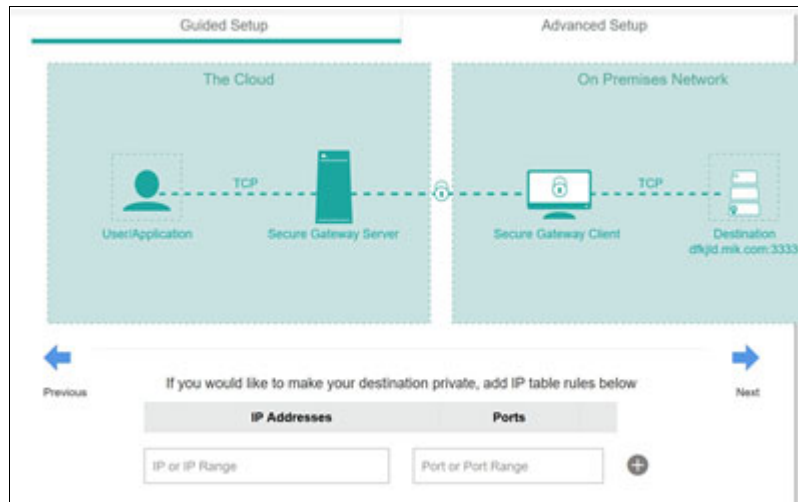 Guided Setup
Advanced Setup
The Cloud
On Premises Network
TCP
TCP
User/Application
Secure Gateway Server
Secure Gateway Client
Destination
dfkjld.mik.com:3333
Previous
If you would like to make your destination private, add IP table rules below
Next
IP Addresses
Ports
IP or IP Range
Port or Port Range